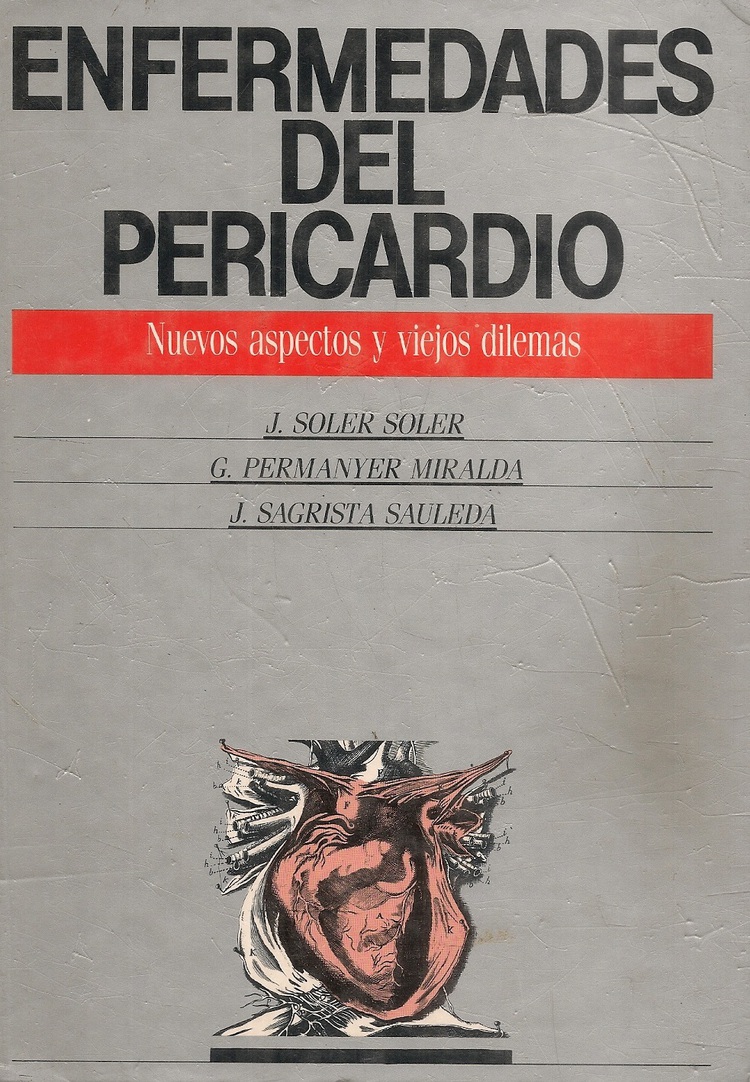 ENFERMEDADES
DEL
PERICARDIO
Nuevos aspectos y viejos dilemas
J. SOLER SOLER
G. PERMANYER MIRALDA
J. SAGRISTA SAULEDA